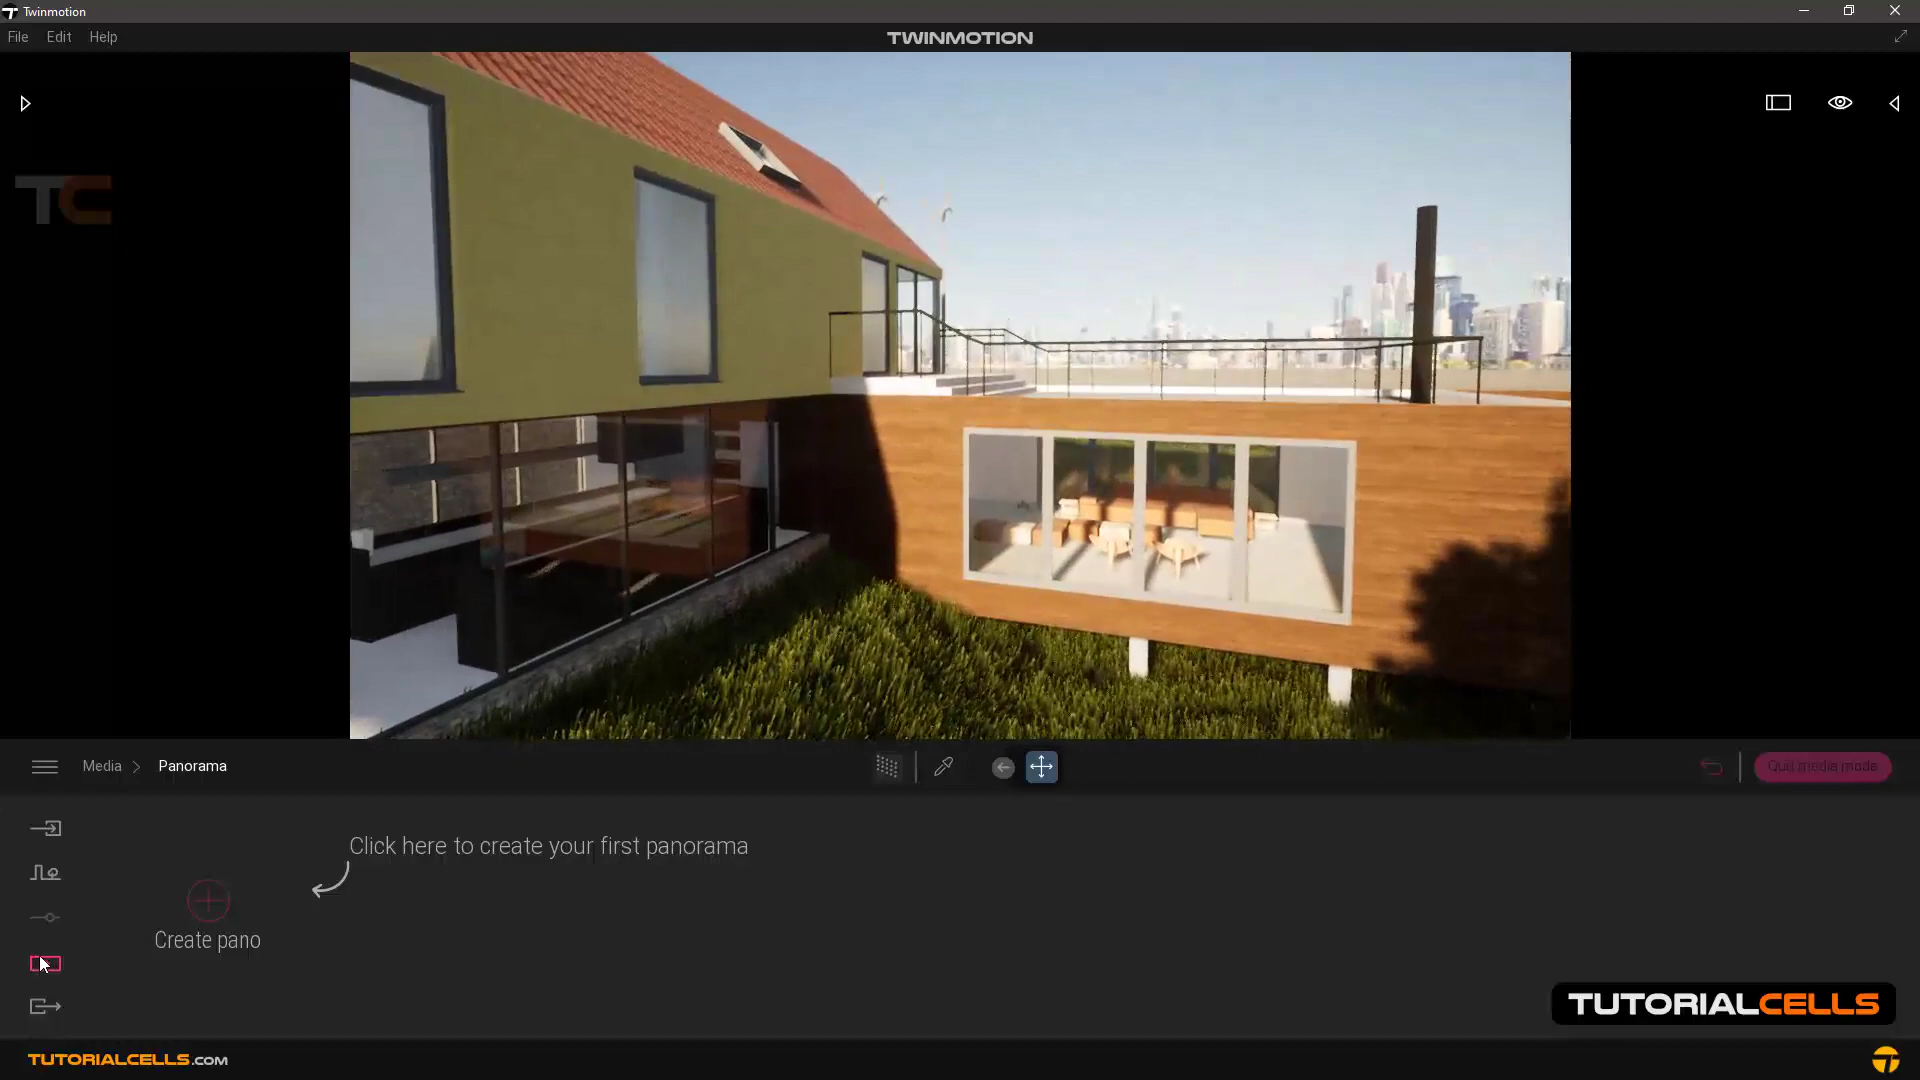 Twinmotion
File Edit Help
TWINMOTION
TC
Media Panorama
Quit media mode
Click here to create your first panorama
Create pano
TUTORIALCELLS
TUTORIALCELLS.COM